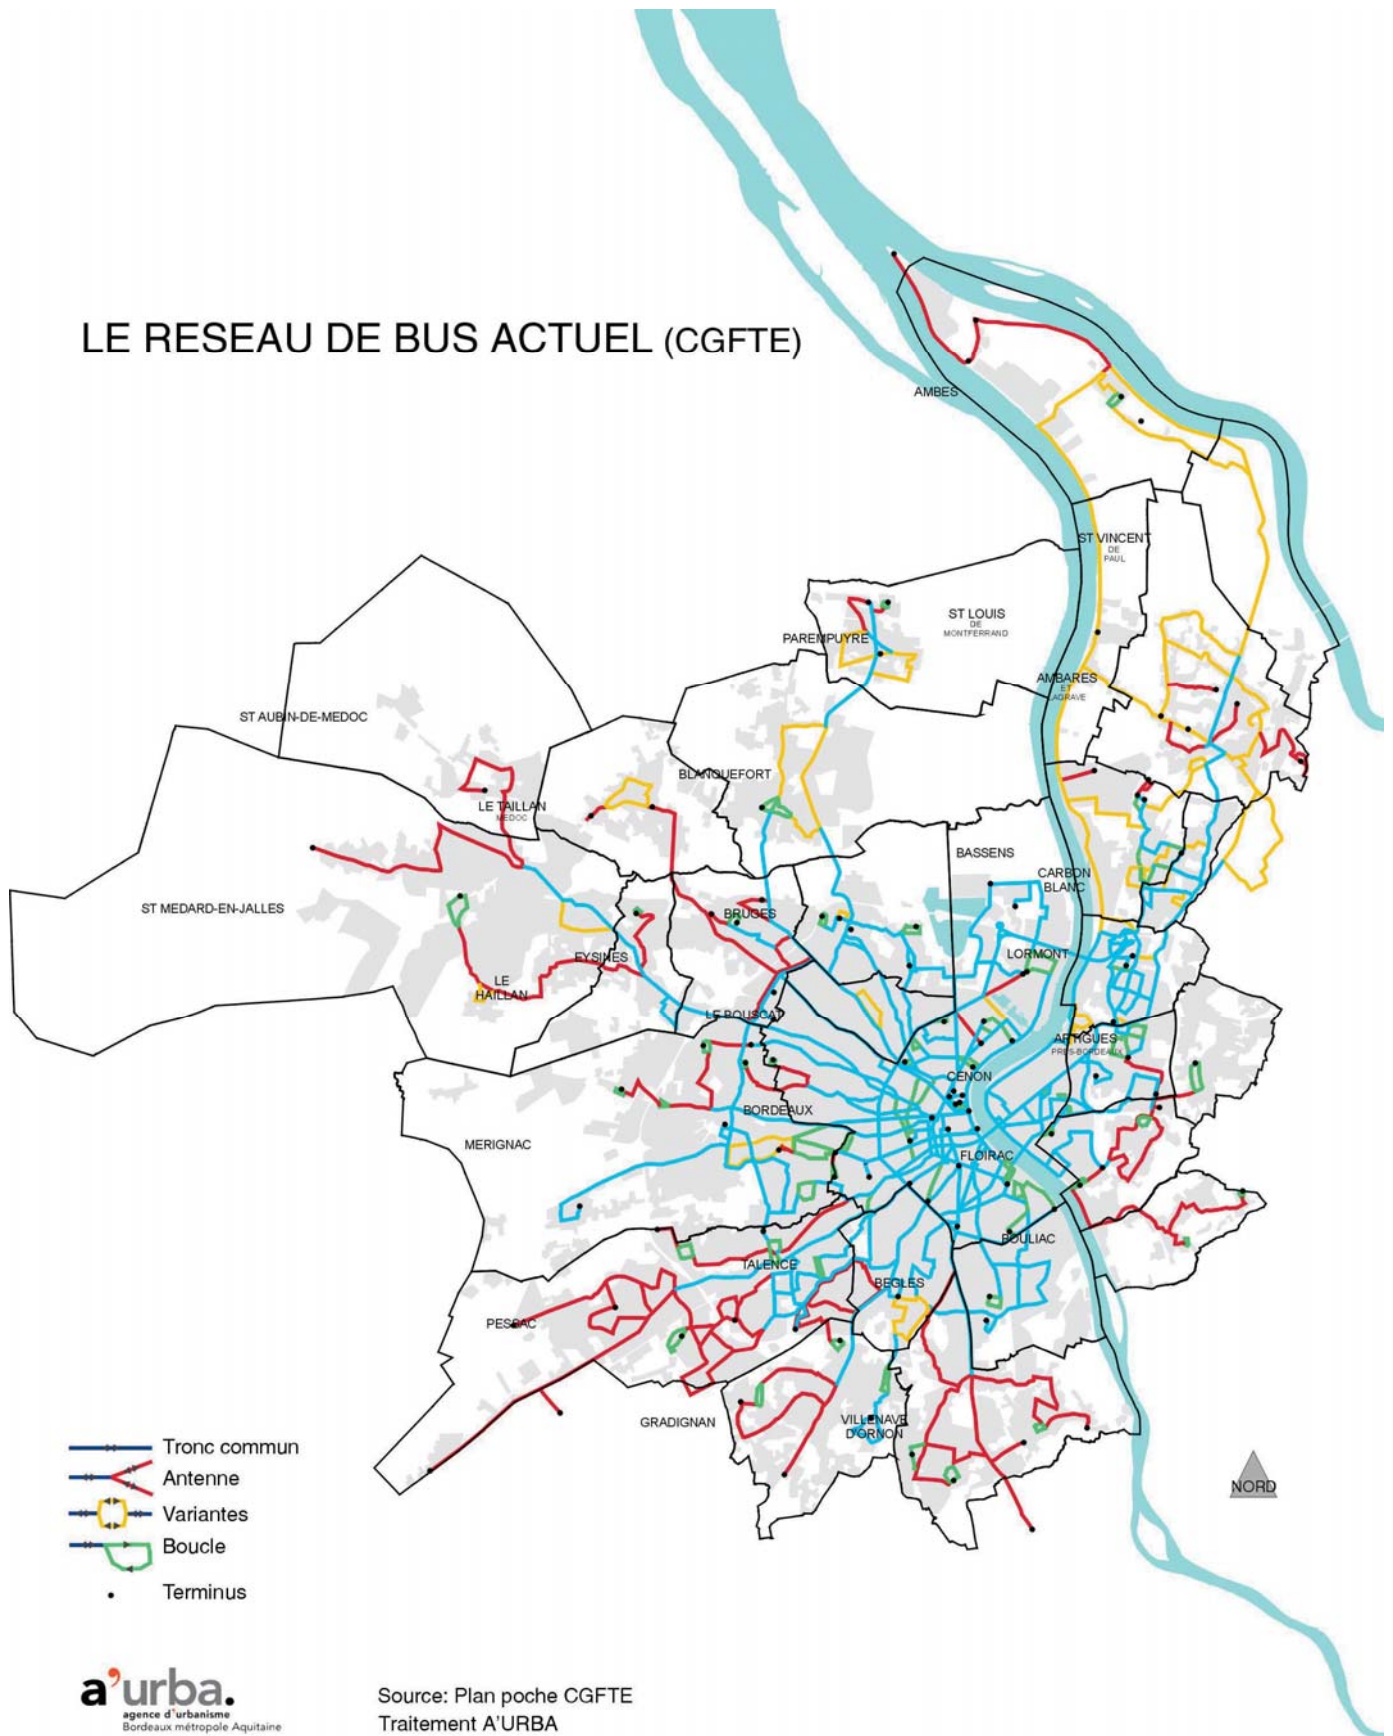 LE RESEAU DE BUS ACTUEL (CGFTE)
AMBES
ST VINCENT
DE
PAUL
ST LOUIS
DE
MONTFERRAND
PAREMPUYRE
AMBARES
ET
LAGRAVE
ST AUBIN-DE-MEDOC
BLANQUEFORT
LE TAILLAN
MEDOC
BASSENS
CARBON
BLANC
ST MEDARD-EN-JALLES
BRUGES
LORMONT
EYSINES
LE
HAILLAN
LE BOUSCAT
ARTIGUES
PRES-BORDEAUX
CENON
BORDEAUX
MERIGNAC
FLOIRAC
BOULIAC
TALENCE
BEGLES
PESSAC
GRADIGNAN
VILLENAVE
D'ORNON
Tronc commun
Antenne
Variantes
Boucle
Terminus
NORD
a'urba.
agence d'urbanisme
Bordeaux métropole Aquitaine
Source: Plan poche CGFTE
Traitement A'URBA